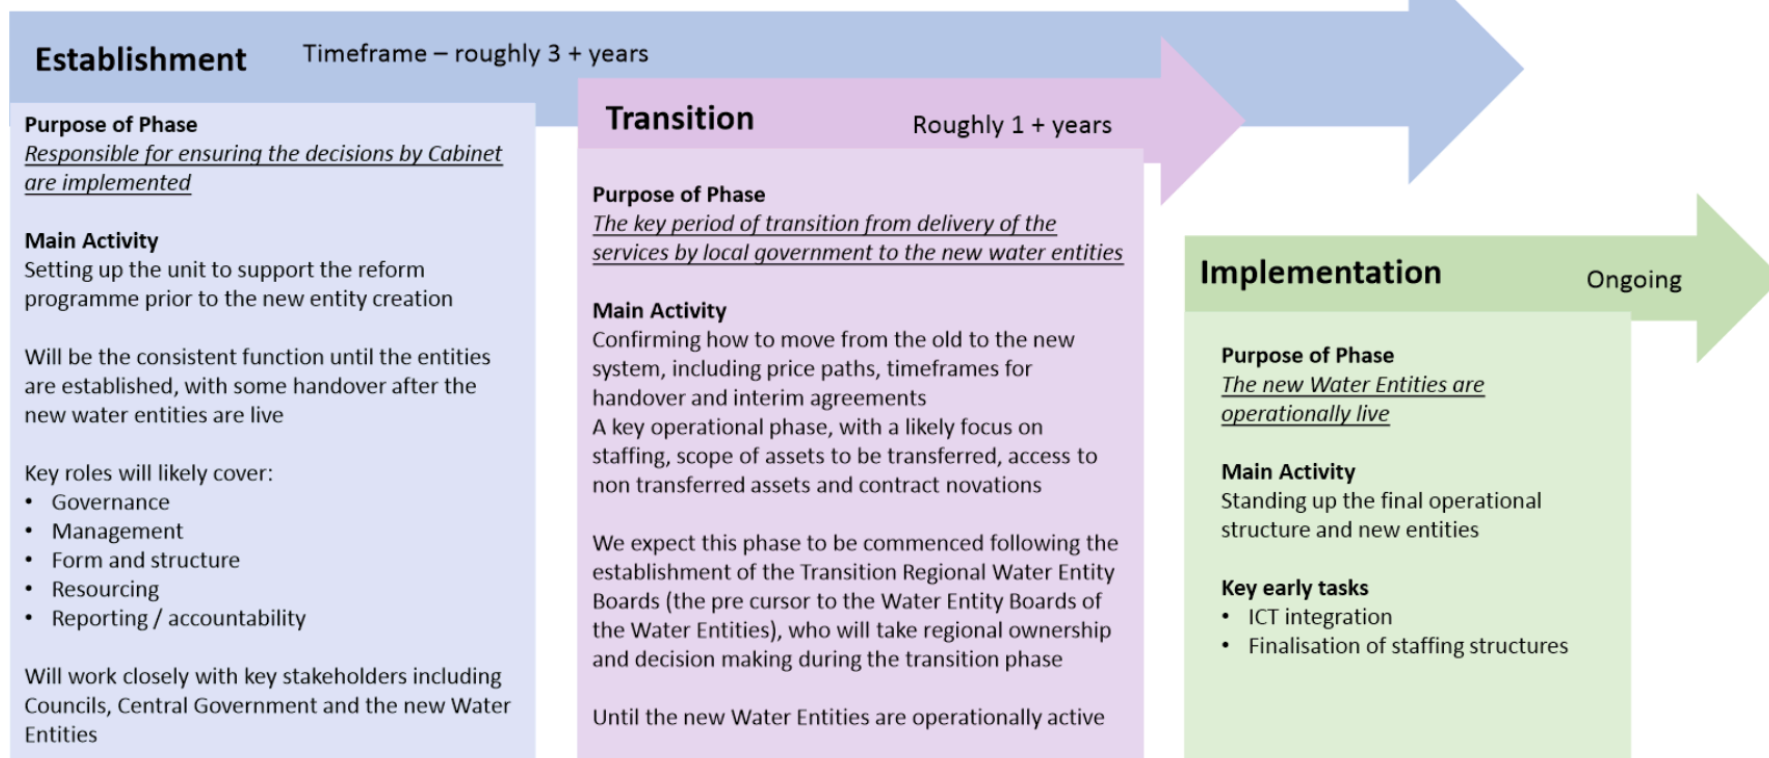 Establishment
Timeframe – roughly 3 + years
Purpose of Phase
Responsible for ensuring the decisions by Cabinet
are implemented
Main Activity
Setting up the unit to support the reform
programme prior to the new entity creation
Will be the consistent function until the entities
are established, with some handover after the
new water entities are live
Key roles will likely cover:
• Governance
• Management
• Form and structure
• Resourcing
• Reporting / accountability
Will work closely with key stakeholders including
Councils, Central Government and the new Water
Entities
Transition
Roughly 1 + years
Purpose of Phase
The key period of transition from delivery of the
services by local government to the new water entities
Main Activity
Confirming how to move from the old to the new
system, including price paths, timeframes for
handover and interim agreements
A key operational phase, with a likely focus on
staffing, scope of assets to be transferred, access to
non transferred assets and contract novations
We expect this phase to be commenced following the
establishment of the Transition Regional Water Entity
Boards (the pre cursor to the Water Entity Boards of
the Water Entities), who will take regional ownership
and decision making during the transition phase
Until the new Water Entities are operationally active
Implementation
Ongoing
Purpose of Phase
The new Water Entities are
operationally live
Main Activity
Standing up the final operational
structure and new entities
Key early tasks
• ICT integration
• Finalisation of staffing structures